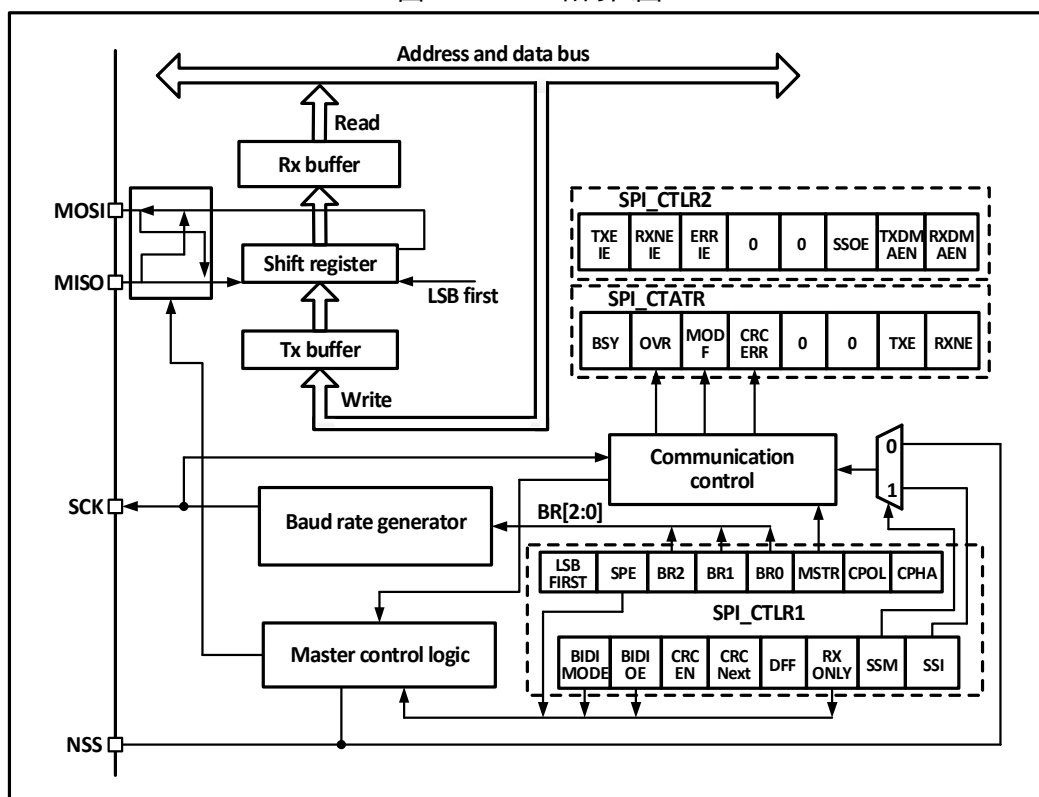 Address and data bus
Read
Rx buffer
MOSI
SPI_CTLR2
TXE
IE
RXNE
IE
ERR
IE
0
0
SSOE
TXDM
AEN
RXDM
AEN
Shift register
MISO
LSB first
SPI_CTATR
BSY
OVR
MOD
F
CRC
ERR
0
0
TXE
RXNE
Tx buffer
Write
Communication
control
0
1
SCK
Baud rate generator
BR[2:0]
LSB
FIRST
SPE
BR2
BR1
BR0
MSTR
CPOL
CPHA
SPI_CTLR1
Master control logic
BIDI
MODE
BIDI
OE
CRC
EN
CRC
Next
DFF
RX
ONLY
SSM
SSI
NSS